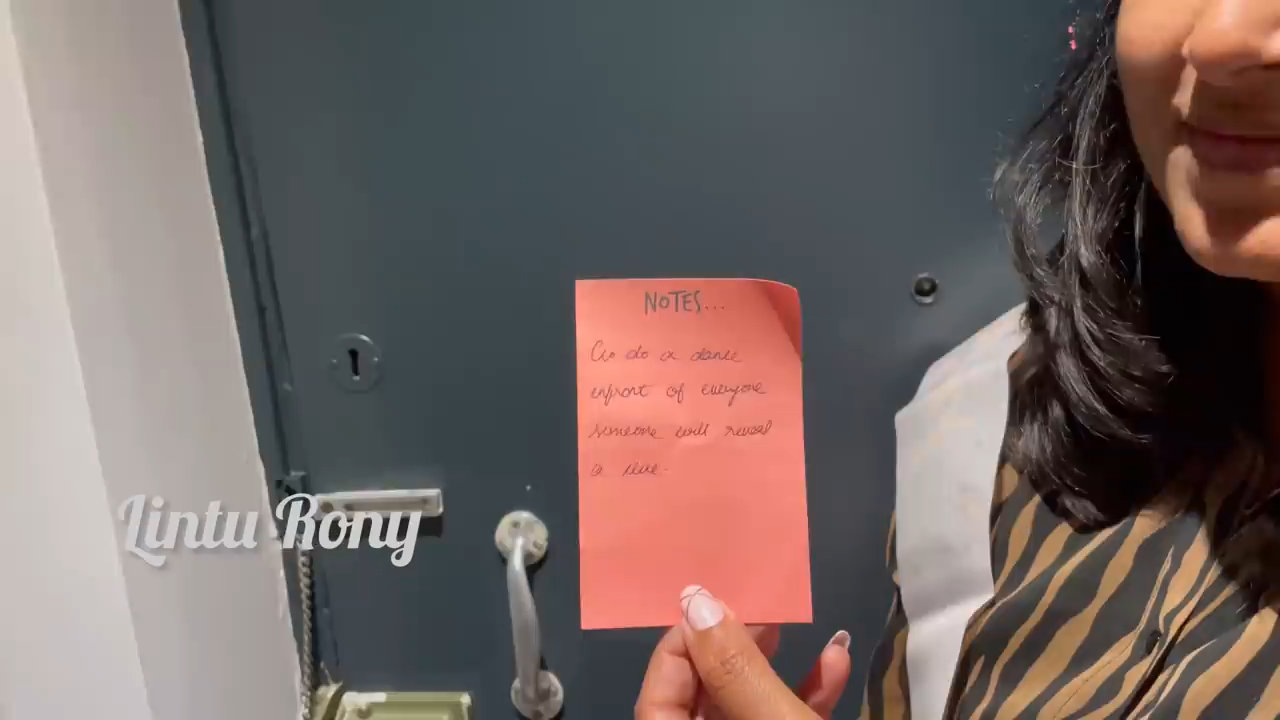 NOTES...
Go do a dance
infront of everyone
someone will reveal
a clue.
Lintu Rony